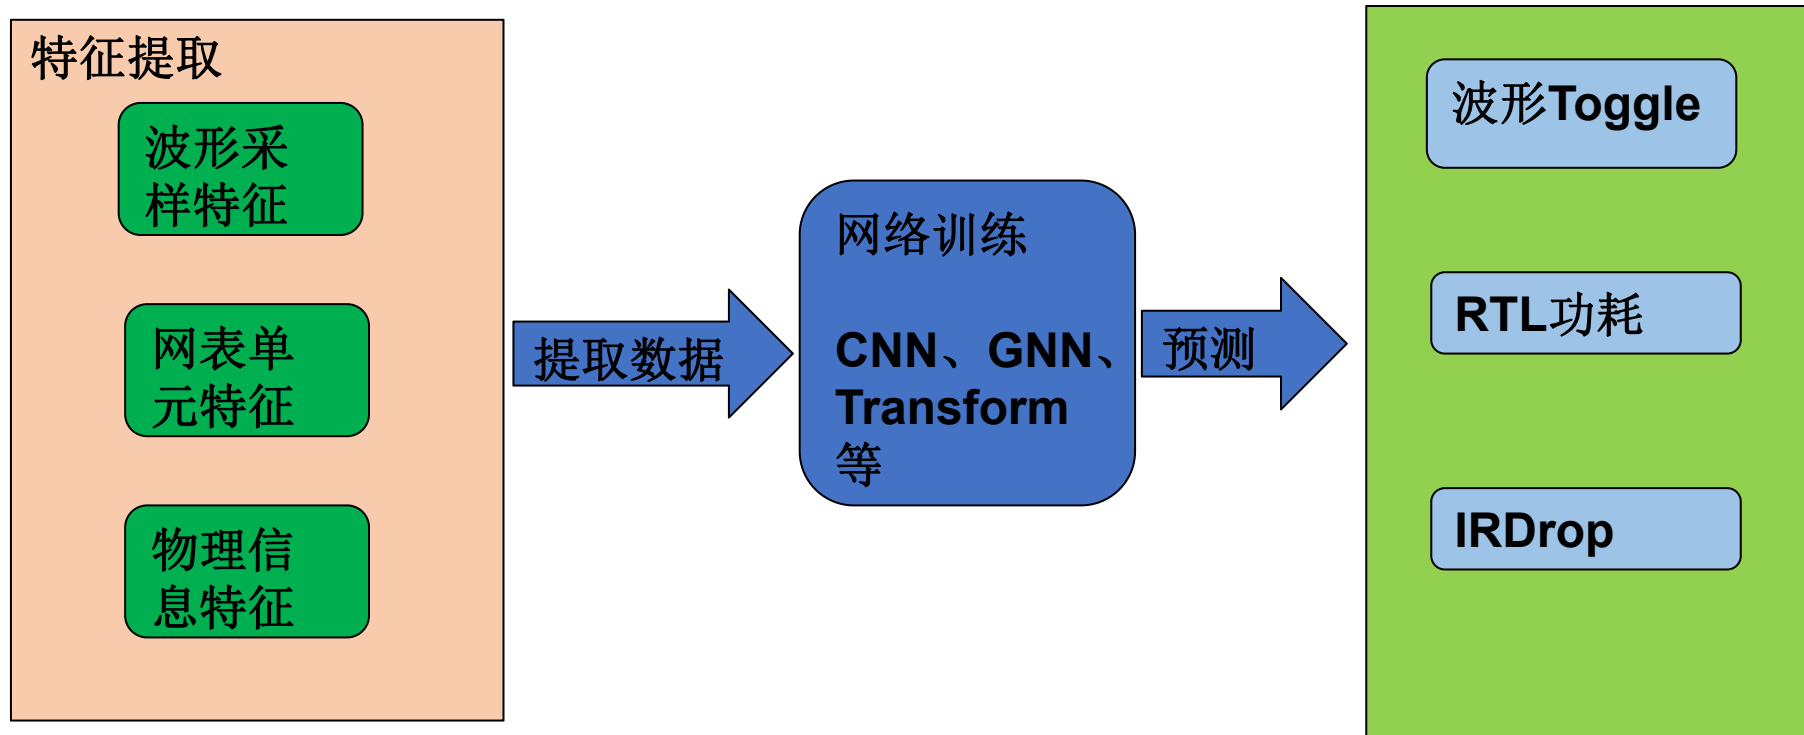 特征提取
波形采
样特征
网表单
元特征
物理信
息特征
提取数据
网络训练
CNN、GNN、
Transform
等
预测
波形Toggle
RTL功耗
IRDrop